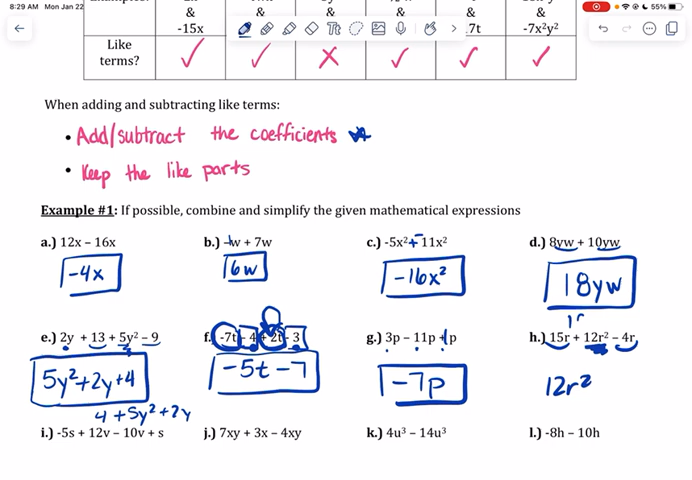 8:29 AM Mon Jan 22
55%
& & & & &
-15x 17t -7x²y²
Like terms?
When adding and subtracting like terms:
• Add/subtract the coefficients
• Keep the like parts
Example #1: If possible, combine and simplify the given mathematical expressions
a.) 12x – 16x b.) -w + 7w c.) -5x² + – 11x² d.) 8yw + 10yw
-4x 6w -16x² 18yw
e.) 2y + 13 + 5y² – 9 f.) -7t – 4 + 2t – 3 g.) 3p – 11p + p h.) 15r + 12r² – 4r
5y²+2y+4 -5t -7 -7p 12r²
4 +5y² +2y
i.) -5s + 12v – 10v + s j.) 7xy + 3x – 4xy k.) 4u³ – 14u³ l.) -8h – 10h